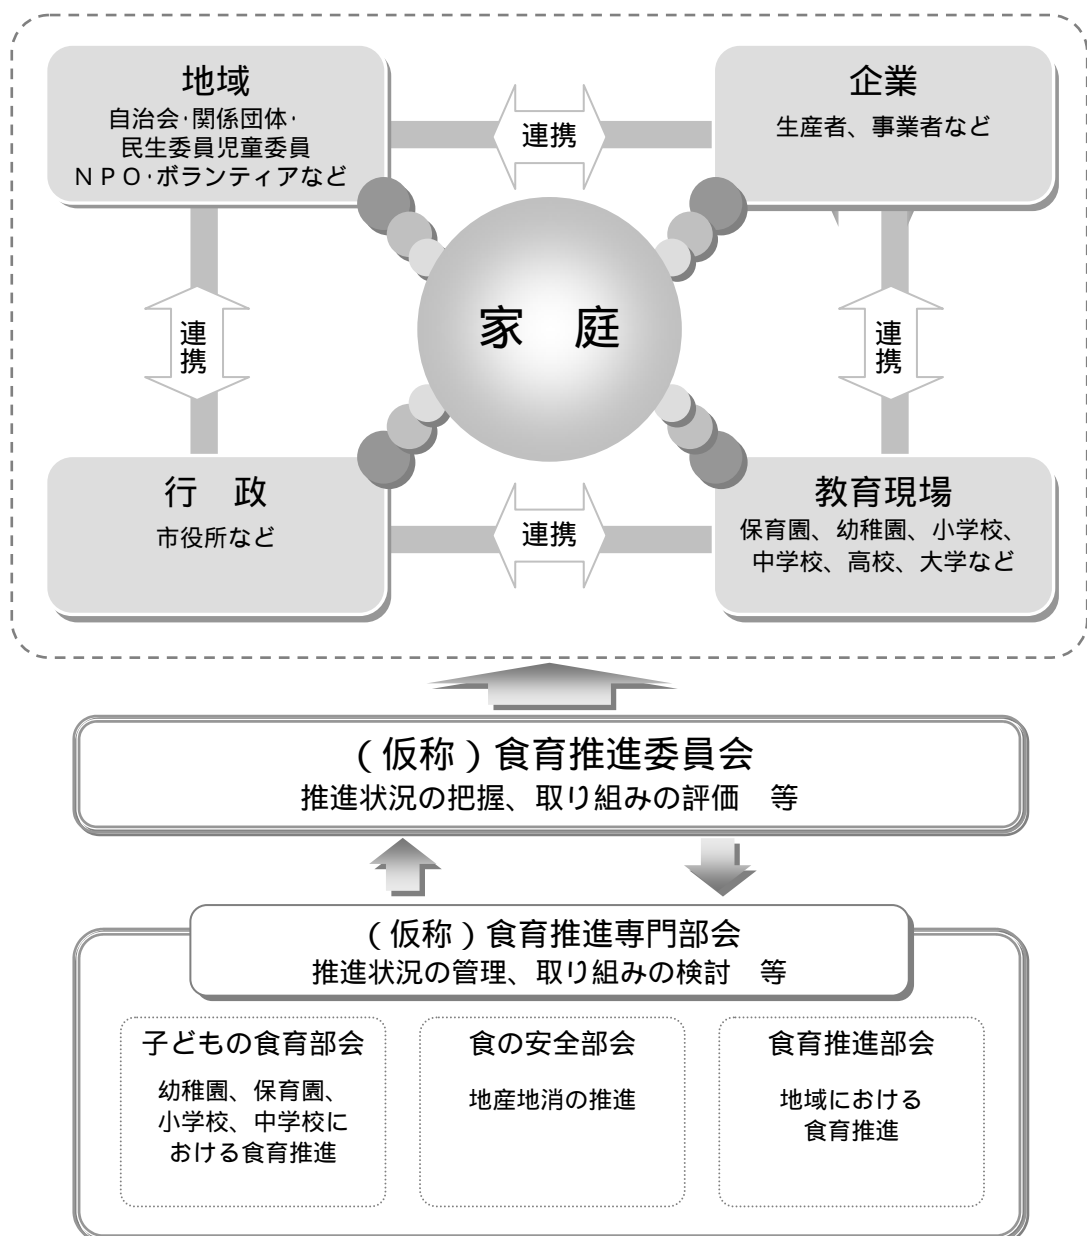 地域
自治会・関係団体・
民生委員児童委員
ＮＰＯ・ボランティアなど
連携
企業
生産者、事業者など
連携
家　庭
連携
行　政
市役所など
連携
教育現場
保育園、幼稚園、小学校、
中学校、高校、大学など
（仮称）食育推進委員会
推進状況の把握、取り組みの評価　等
（仮称）食育推進専門部会
推進状況の管理、取り組みの検討　等
子どもの食育部会
幼稚園、保育園、
小学校、中学校に
おける食育推進
食の安全部会
地産地消の推進
食育推進部会
地域における
食育推進